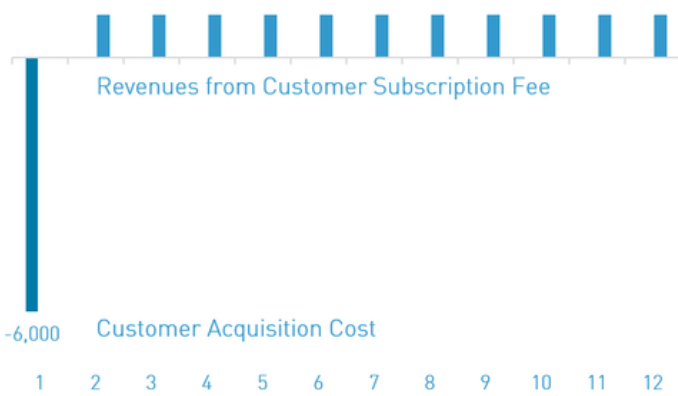 Revenues from Customer Subscription Fee
-6,000
Customer Acquisition Cost
1 2 3 4 5 6 7 8 9 10 11 12